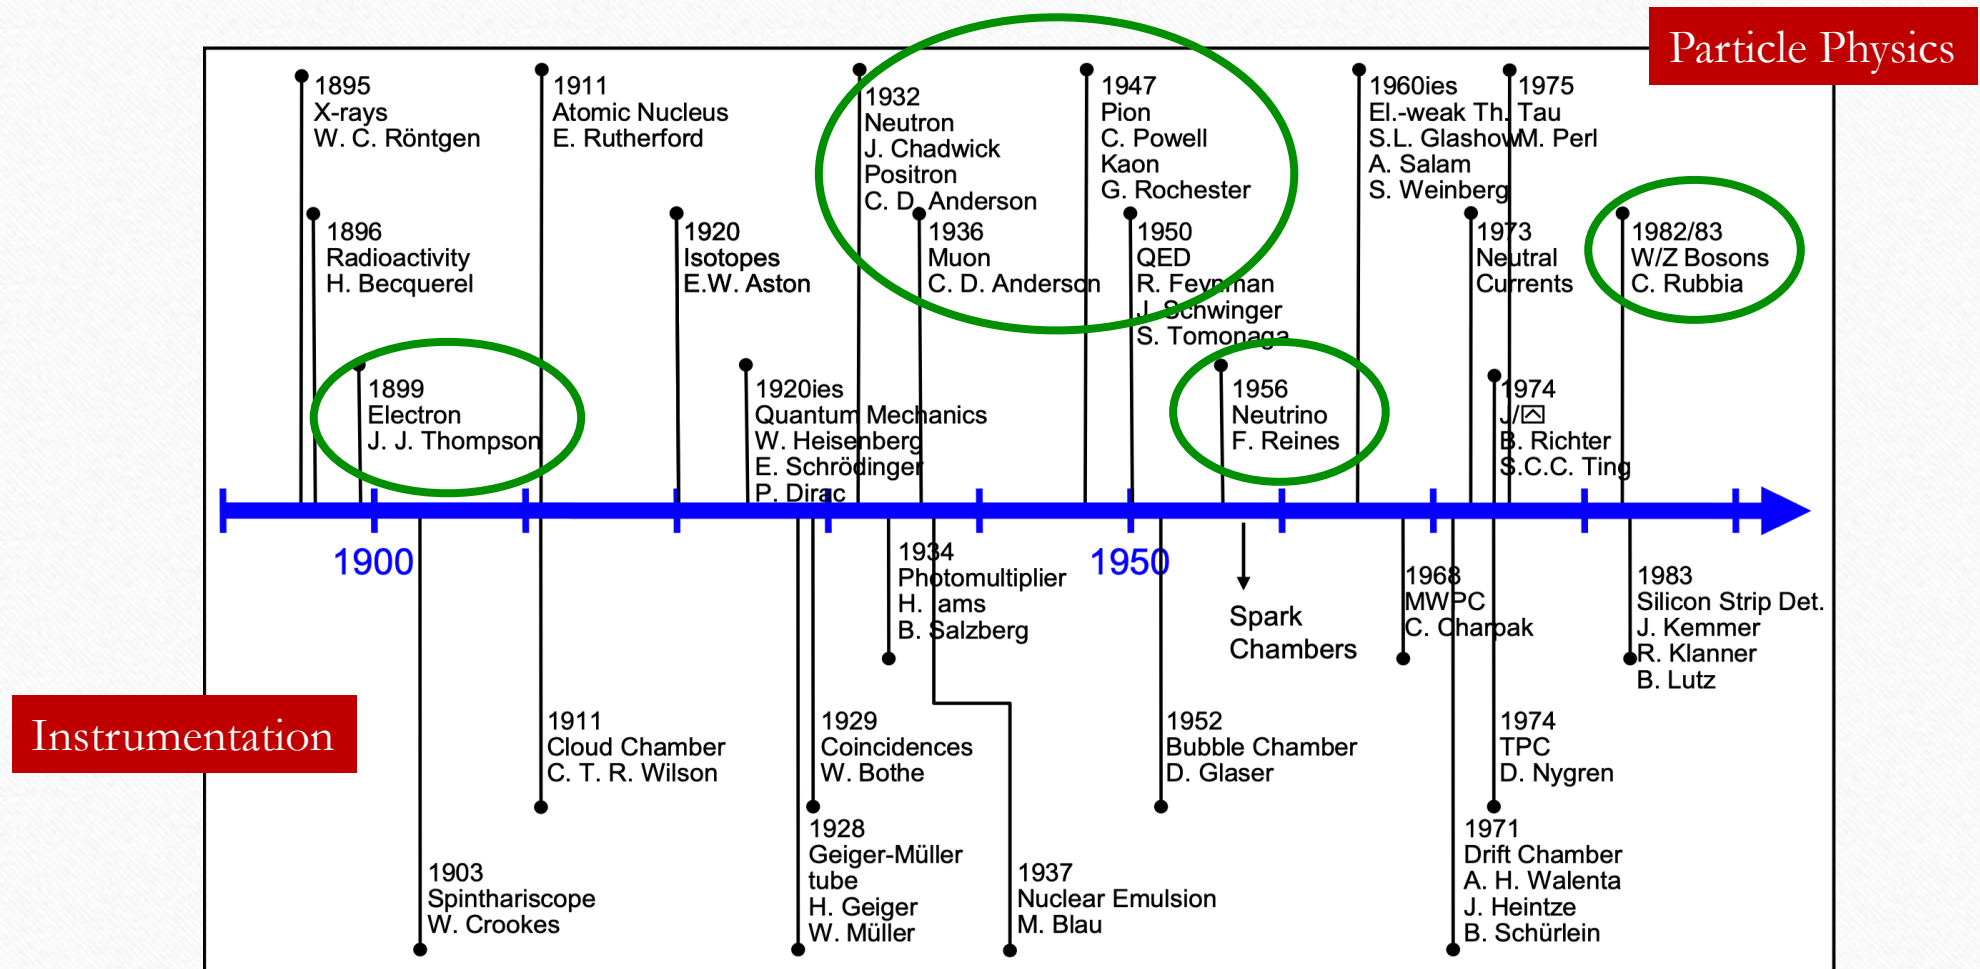 Particle Physics
1895
X-rays
W. C. Röntgen
1911
Atomic Nucleus
E. Rutherford
1932
Neutron
J. Chadwick
Positron
C. D. Anderson
1947
Pion
C. Powell
Kaon
G. Rochester
1960ies
El.-weak Th.
S.L. Glashow
A. Salam
S. Weinberg
1975
Tau
M. Perl
1896
Radioactivity
H. Becquerel
1920
Isotopes
E.W. Aston
1936
Muon
C. D. Anderson
1950
QED
R. Feynman
J. Schwinger
S. Tomonaga
1973
Neutral
Currents
1982/83
W/Z Bosons
C. Rubbia
1899
Electron
J. J. Thompson
1920ies
Quantum Mechanics
W. Heisenberg
E. Schrödinger
P. Dirac
1956
Neutrino
F. Reines
1974
J/
B. Richter
S.C.C. Ting
1900
1950
1934
Photomultiplier
H.
B. Salzberg
Spark
Chambers
1968
MWPC
C. Charpak
1983
Silicon Strip Det.
J. Kemmer
R. Klanner
B. Lutz
Instrumentation
1911
Cloud Chamber
C. T. R. Wilson
1929
Coincidences
W. Bothe
1952
Bubble Chamber
D. Glaser
1974
TPC
D. Nygren
1903
Spinthariscope
W. Crookes
1928
Geiger-Müller
tube
H. Geiger
W. Müller
1937
Nuclear Emulsion
M. Blau
1971
Drift Chamber
A. H. Walenta
J. Heintze
B. Schürlein